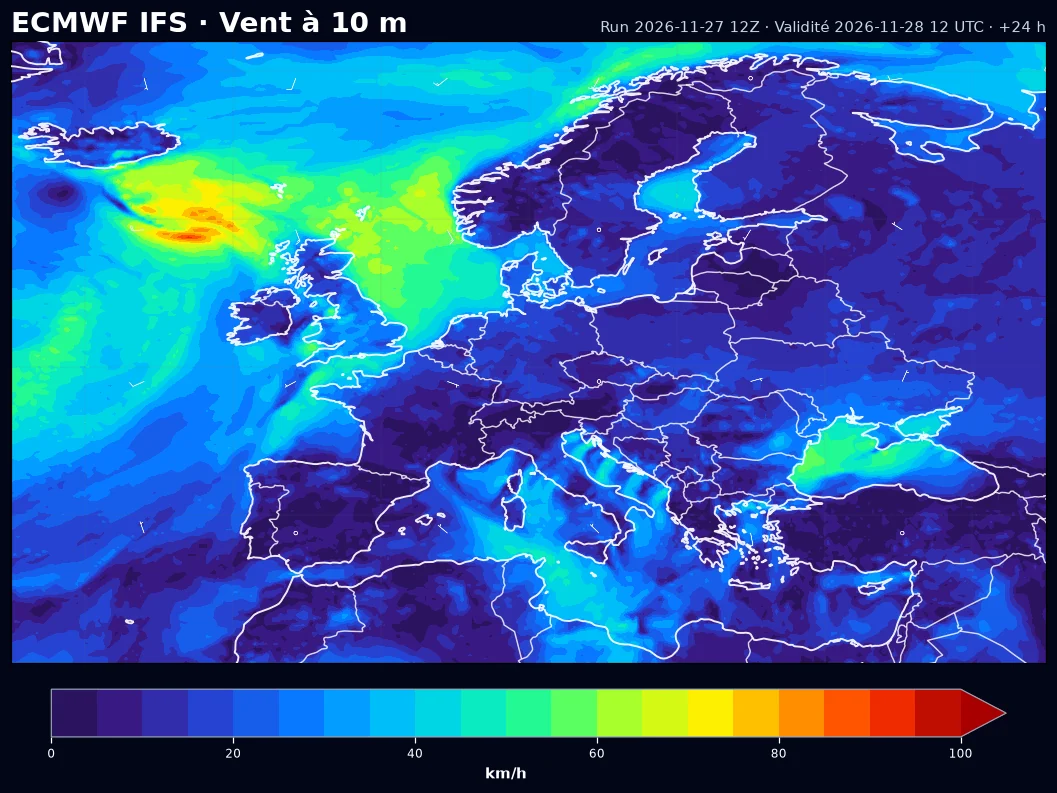 ECMWF IFS · Vent à 10 m
Run 2026-11-27 12Z · Validité 2026-11-28 12 UTC · +24 h
0 20 40 60 80 100
km/h